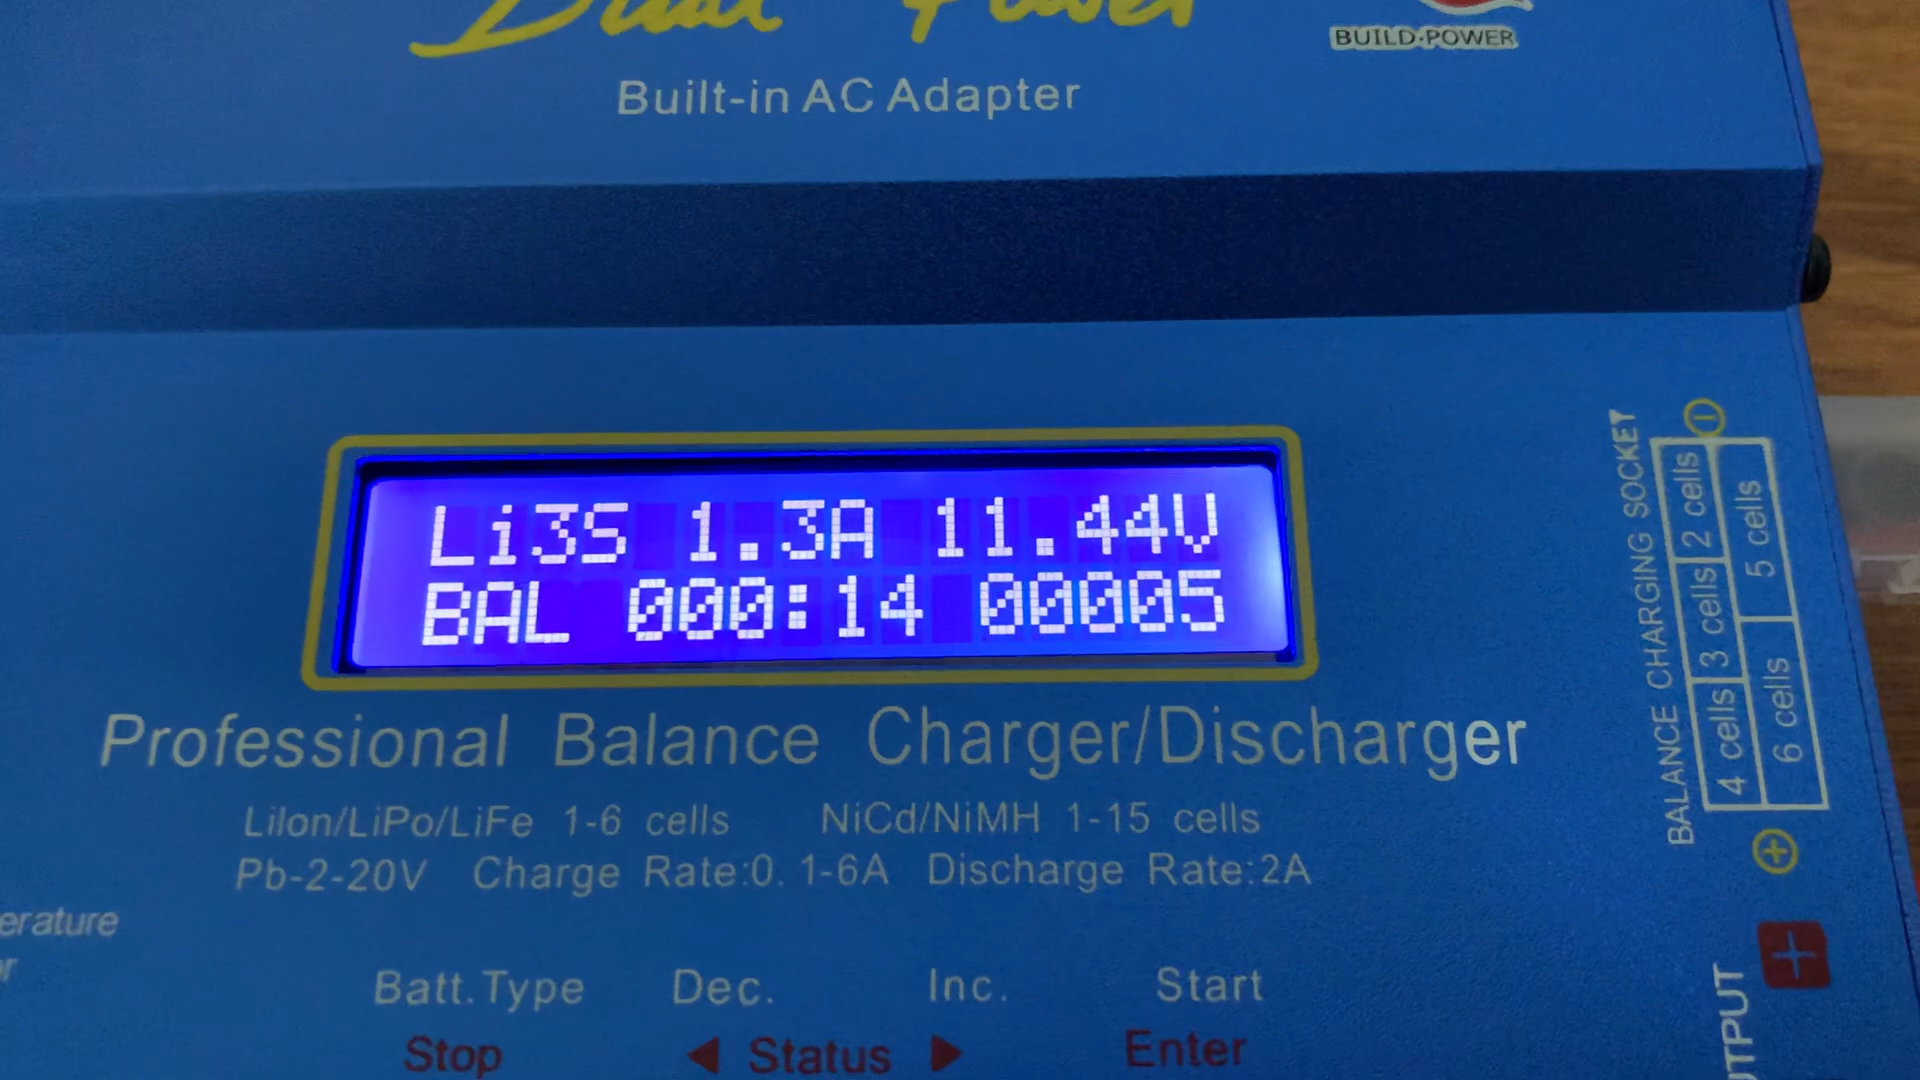 Dual Power
BUILD·POWER
Built-in AC Adapter
Li3S 1.3A 11.44V
BAL 000:14 00005
Professional Balance Charger/Discharger
LiIon/LiPo/LiFe 1-6 cells NiCd/NiMH 1-15 cells
Pb-2-20V Charge Rate:0. 1-6A Discharge Rate:2A
Batt.Type Dec. Inc. Start
Stop ◀ Status ▶ Enter
BALANCE CHARGING SOCKET
2 cells
3 cells
4 cells
5 cells
6 cells